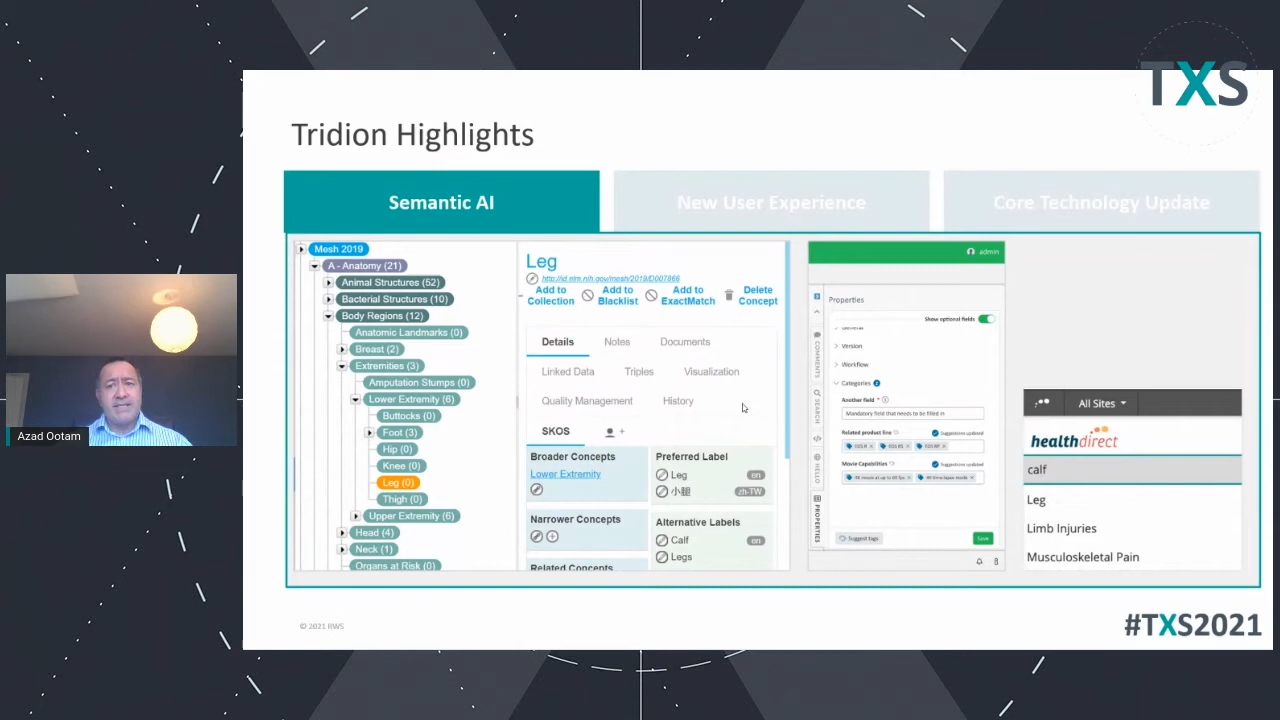 TXS
Tridion Highlights
Semantic AI
New User Experience
Core Technology Update
Mesh 2019
A - Anatomy (21)
Animal Structures (52)
Bacterial Structures (10)
Body Regions (12)
Anatomic Landmarks (0)
Breast (2)
Extremities (3)
Amputation Stumps (0)
Lower Extremity (6)
Buttocks (0)
Foot (3)
Hip (0)
Knee (0)
Leg (0)
Thigh (0)
Upper Extremity (6)
Head (4)
Neck (1)
Organs at Risk (0)
Leg
http://id.nlm.nih.gov/mesh/2019/D007866
Add to Collection
Add to Blacklist
Add to ExactMatch
Delete Concept
Details
Notes
Documents
Linked Data
Triples
Visualization
Quality Management
History
SKOS
Broader Concepts
Lower Extremity
Narrower Concepts
Related Concepts
Preferred Label
Leg en
小腿 zh-TW
Alternative Labels
Calf en
Legs
admin
Properties
Show optional fields
Version
Workflow
Categories 2
Another field *
Mandatory field that needs to be filled in
Related product line
Suggestions updated
Movie Capabilities
Suggestions updated
Suggest tags
Save
COMMENTS
SEARCH
HELLO
PROPERTIES
All Sites
healthdirect
calf
Leg
Limb Injuries
Musculoskeletal Pain
Azad Ootam
© 2021 RWS
#TXS2021